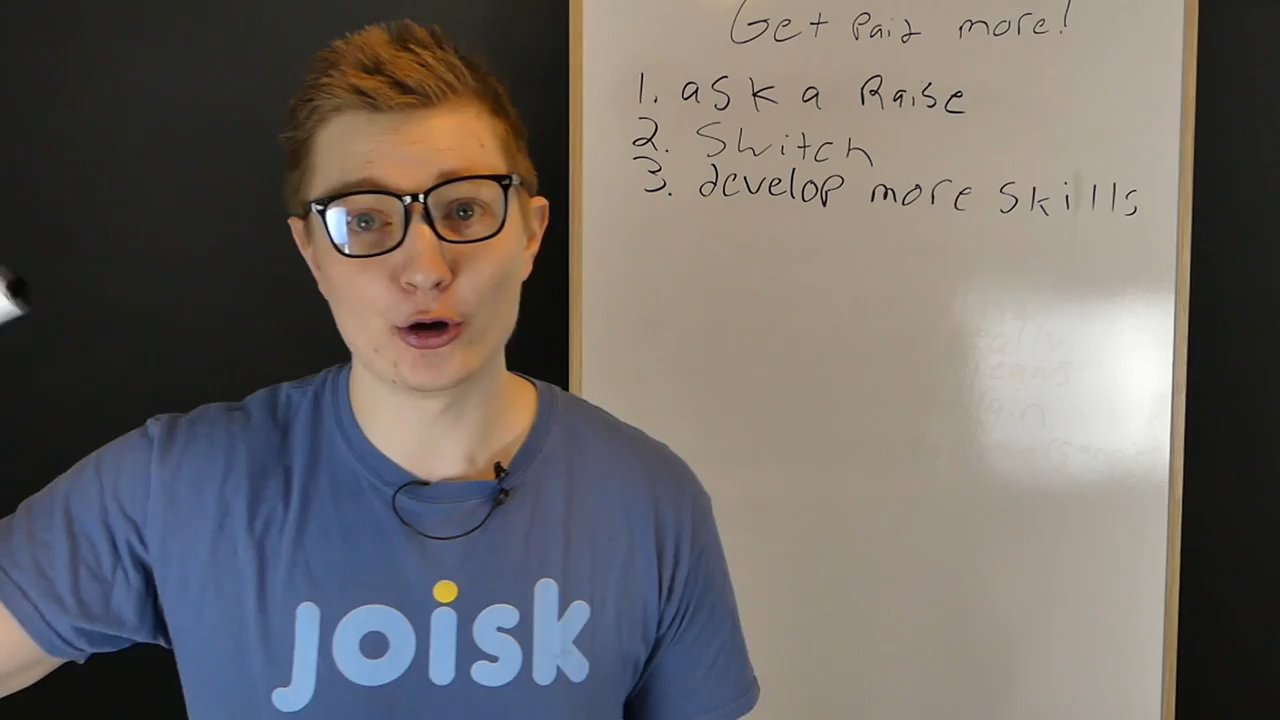 Get Paid more!
1. ask a Raise
2. Switch
3. develop more skills
joisk